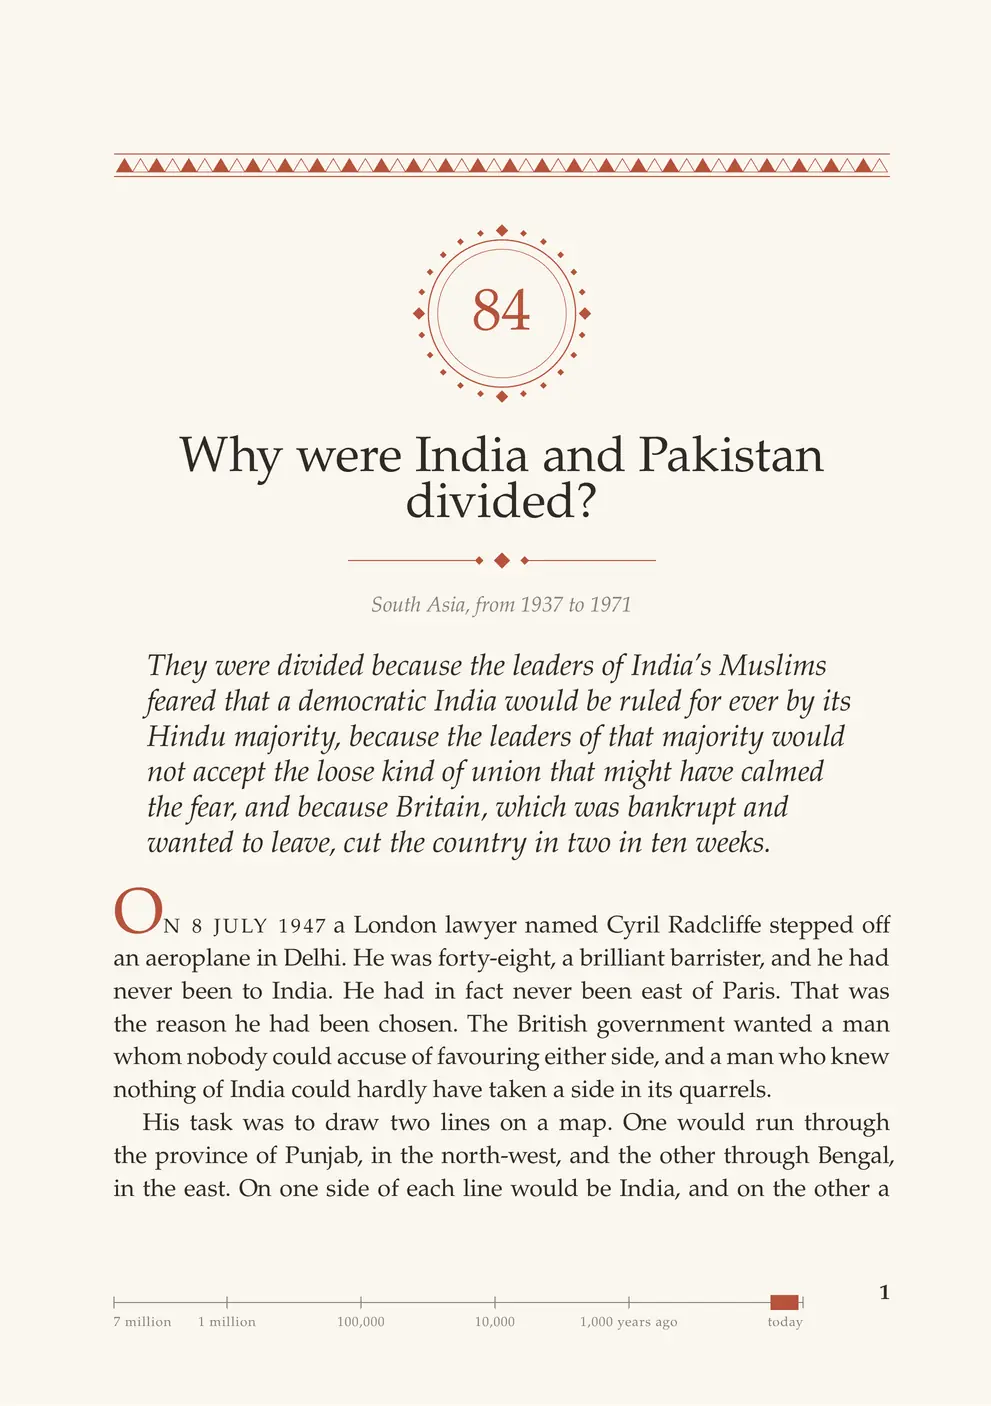 84
Why were India and Pakistan
divided?
South Asia, from 1937 to 1971
They were divided because the leaders of India’s Muslims
feared that a democratic India would be ruled for ever by its
Hindu majority, because the leaders of that majority would
not accept the loose kind of union that might have calmed
the fear, and because Britain, which was bankrupt and
wanted to leave, cut the country in two in ten weeks.
ON 8 JULY 1947 a London lawyer named Cyril Radcliffe stepped off
an aeroplane in Delhi. He was forty-eight, a brilliant barrister, and he had
never been to India. He had in fact never been east of Paris. That was
the reason he had been chosen. The British government wanted a man
whom nobody could accuse of favouring either side, and a man who knew
nothing of India could hardly have taken a side in its quarrels.
His task was to draw two lines on a map. One would run through
the province of Punjab, in the north-west, and the other through Bengal,
in the east. On one side of each line would be India, and on the other a
1
7 million 1 million 100,000 10,000 1,000 years ago today